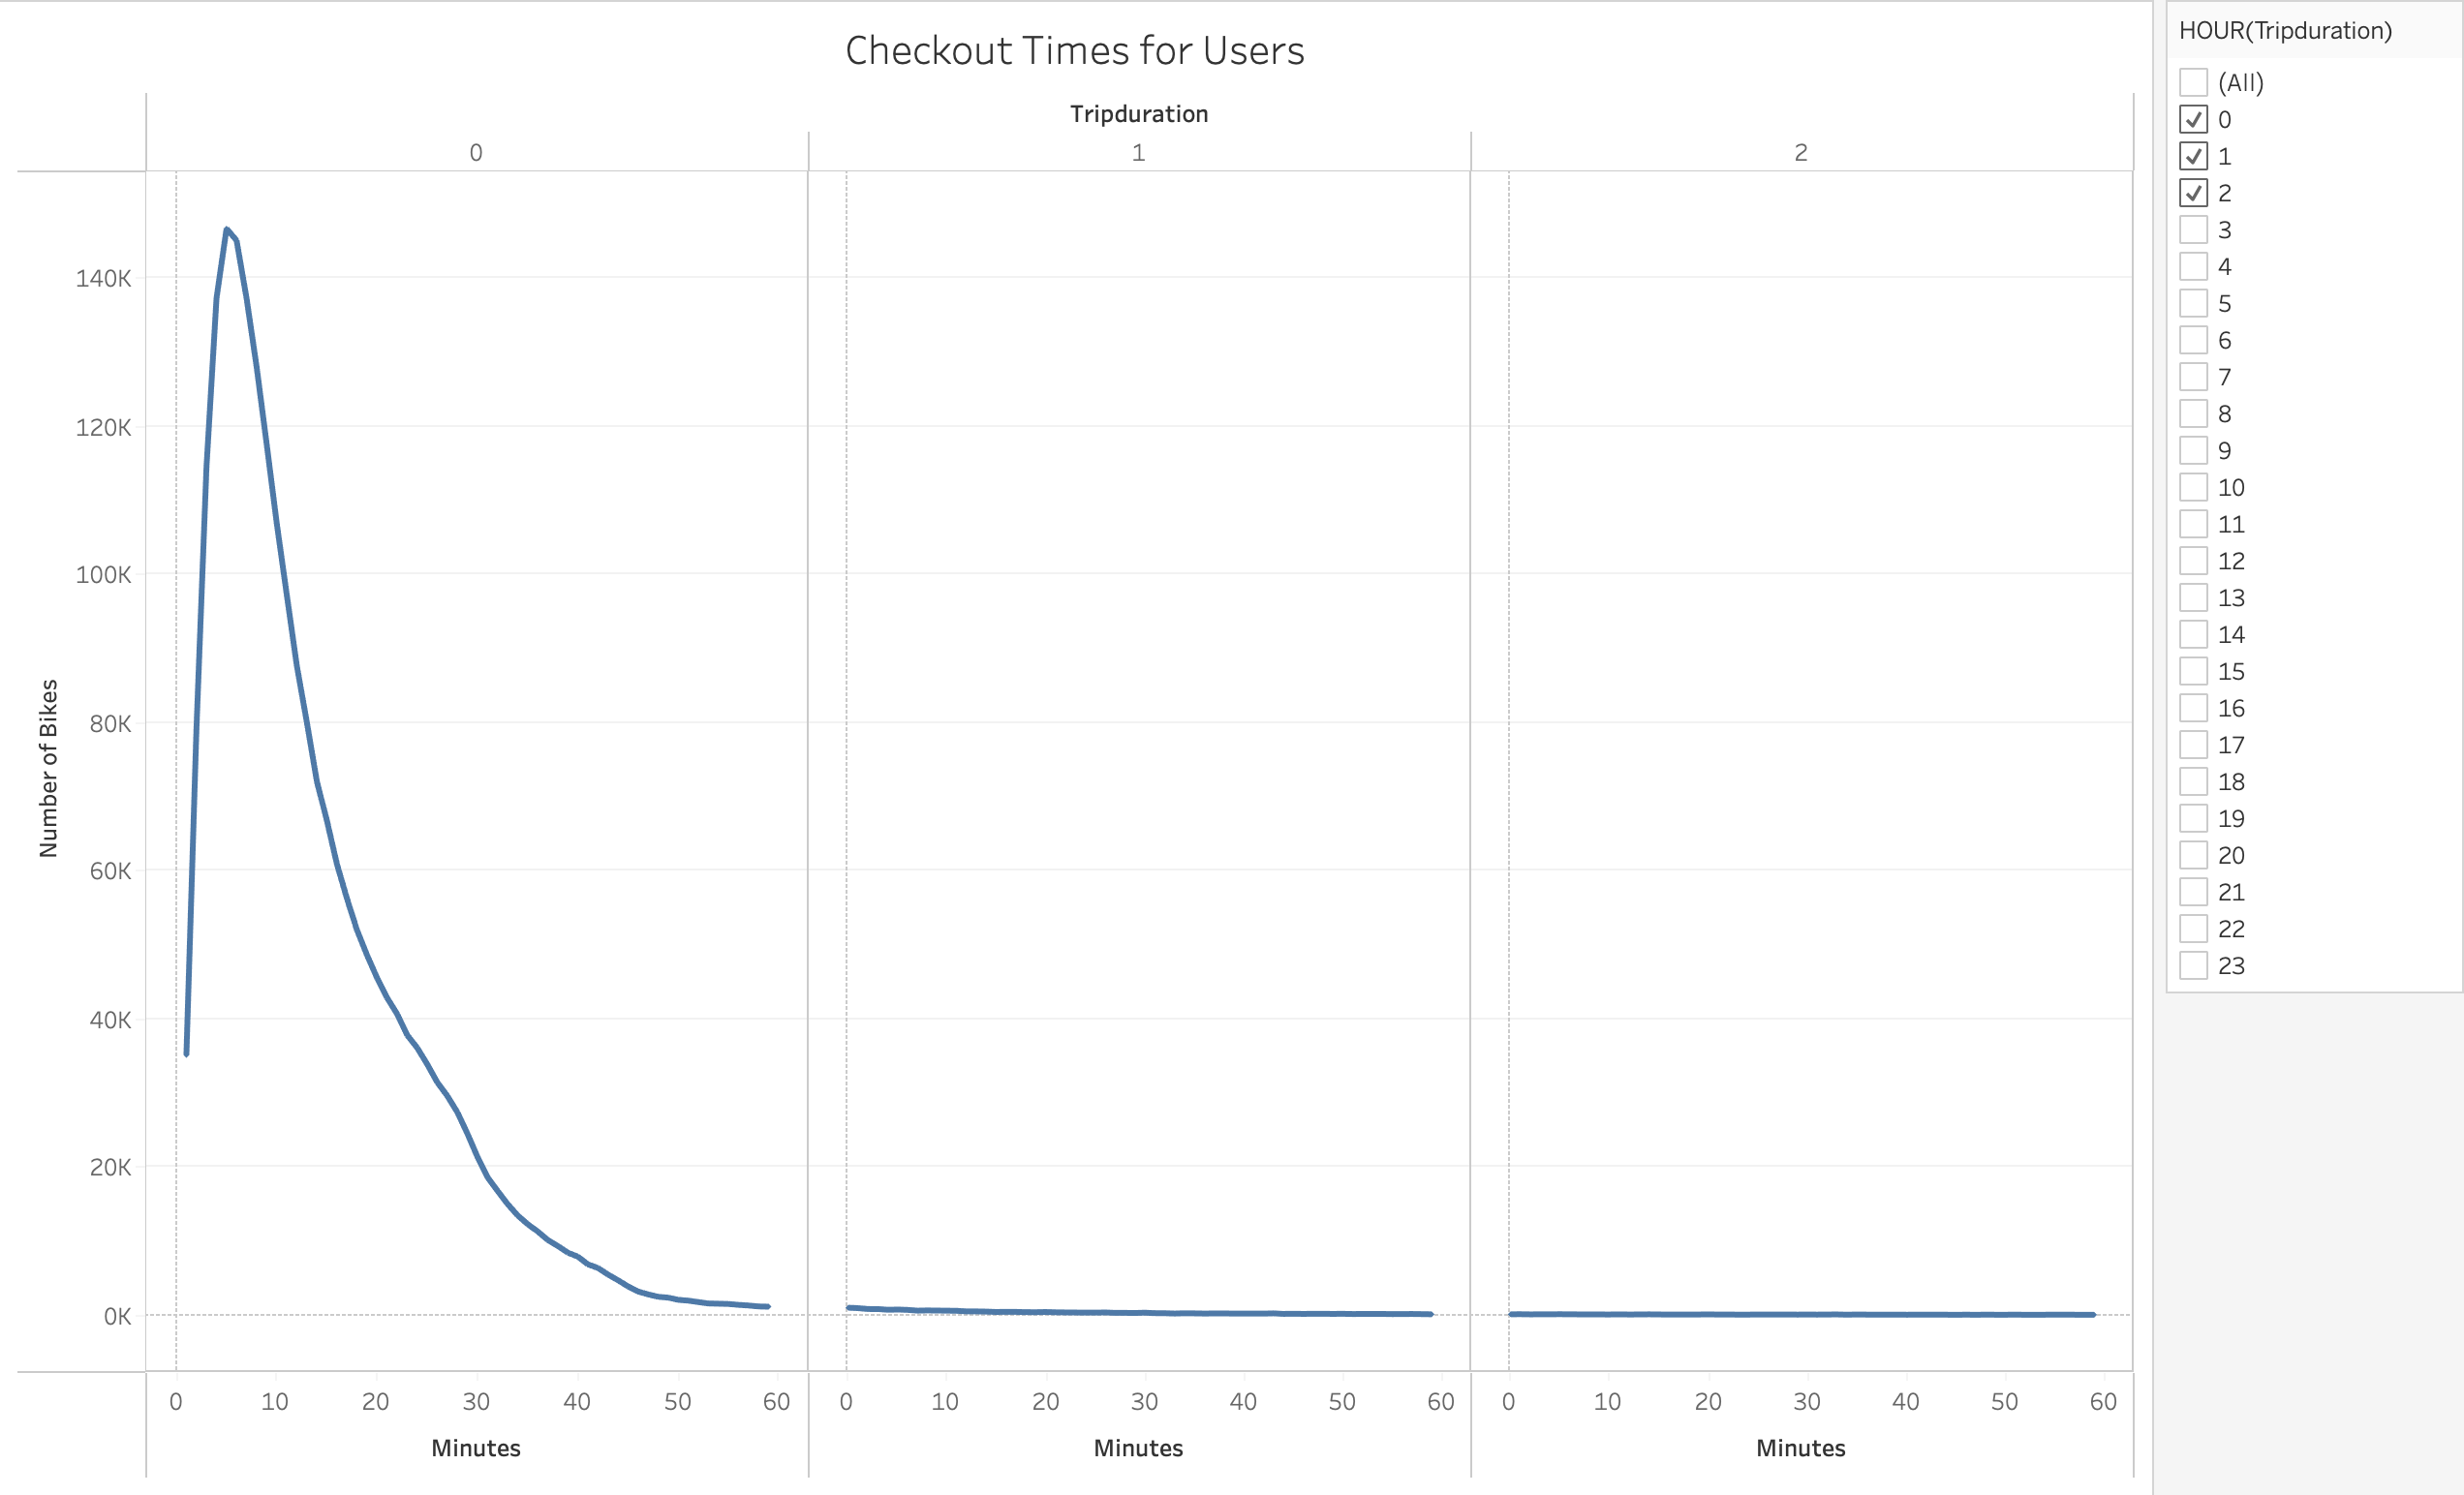 Checkout Times for Users
Tripduration
0 1 2
140K
120K
100K
80K
60K
40K
20K
0K
Number of Bikes
0 10 20 30 40 50 60 0 10 20 30 40 50 60 0 10 20 30 40 50 60
Minutes Minutes Minutes
HOUR(Tripduration)
(All)
0
1
2
3
4
5
6
7
8
9
10
11
12
13
14
15
16
17
18
19
20
21
22
23